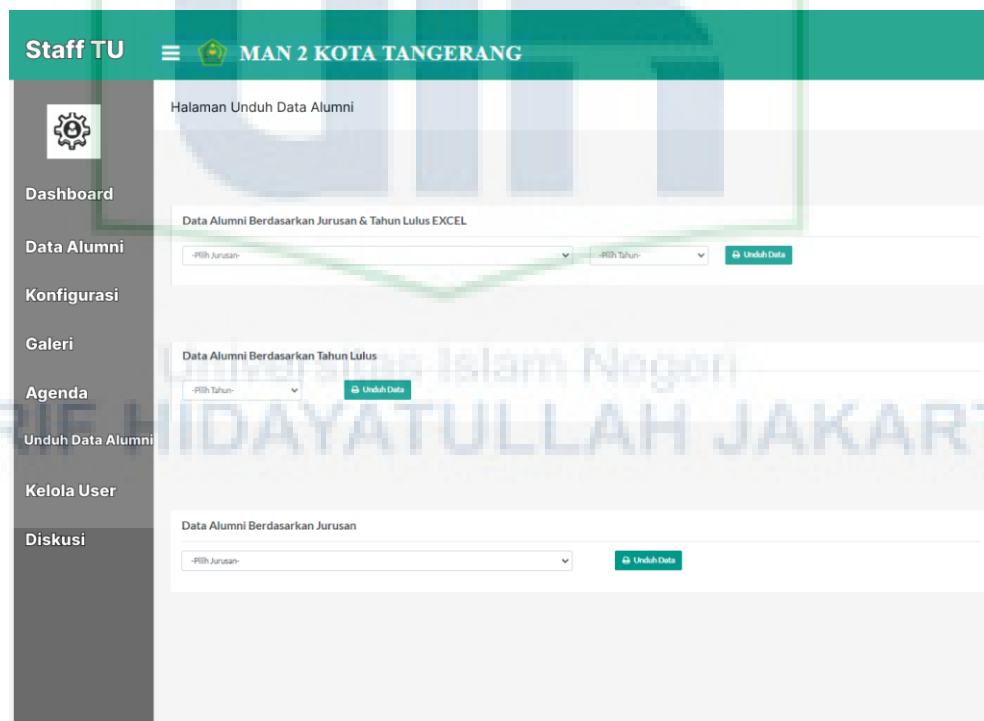 Staff TU
MAN 2 KOTA TANGERANG
Halaman Unduh Data Alumni
Dashboard
Data Alumni
Konfigurasi
Galeri
Agenda
Unduh Data Alumni
Kelola User
Diskusi
Data Alumni Berdasarkan Jurusan & Tahun Lulus EXCEL
-Pilih Jurusan-
-Pilih Tahun-
Unduh Data
Data Alumni Berdasarkan Tahun Lulus
-Pilih Tahun-
Unduh Data
Data Alumni Berdasarkan Jurusan
-Pilih Jurusan-
Unduh Data
Universitas Islam Negeri
RIF HIDAYATULLAH JAKART